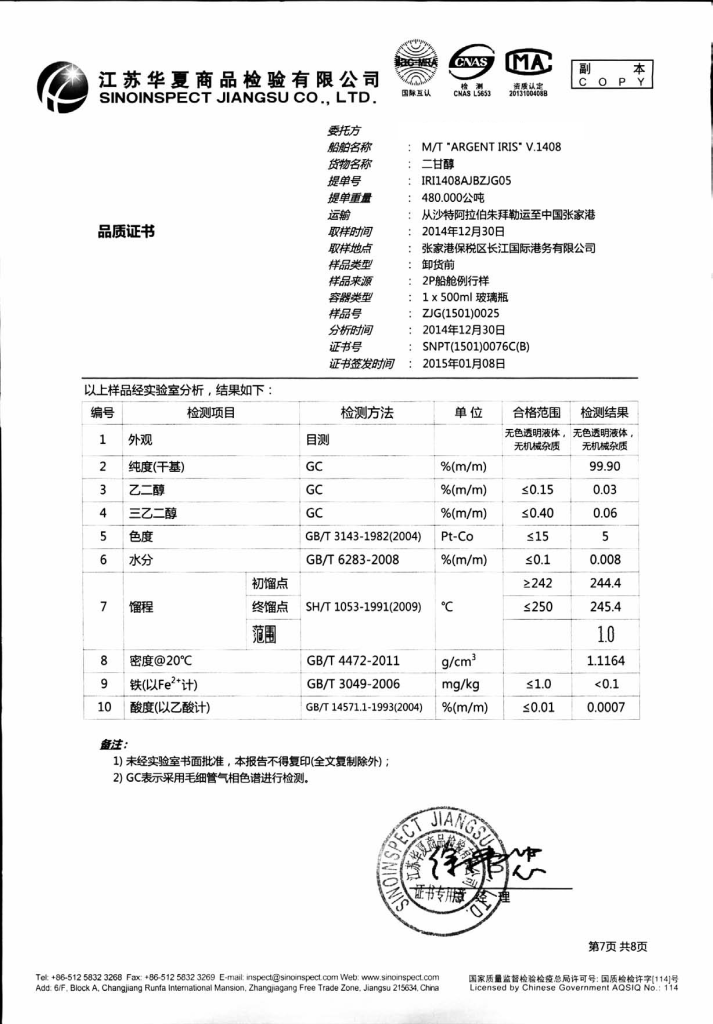 江苏华夏商品检验有限公司
SINOINSPECT JIANGSU CO., LTD.
ilac-MRA
国际互认
CNAS
检 测
CNAS L5653
MA
资质认定
2013100408B
副 本
C O P Y
品质证书
委托方
船舶名称 : M/T "ARGENT IRIS" V.1408
货物名称 : 二甘醇
提单号 : IRI1408AJBZJG05
提单重量 : 480.000公吨
运输 : 从沙特阿拉伯朱拜勒运至中国张家港
取样时间 : 2014年12月30日
取样地点 : 张家港保税区长江国际港务有限公司
样品类型 : 卸货前
样品来源 : 2P船舱例行样
容器类型 : 1 x 500ml 玻璃瓶
样品号 : ZJG(1501)0025
分析时间 : 2014年12月30日
证书号 : SNPT(1501)0076C(B)
证书签发时间 : 2015年01月08日
以上样品经实验室分析，结果如下：
编号 检测项目 检测方法 单 位 合格范围 检测结果
1 外观 目测 无色透明液体，无机械杂质 无色透明液体，无机械杂质
2 纯度(干基) GC %(m/m) 99.90
3 乙二醇 GC %(m/m) ≤0.15 0.03
4 三乙二醇 GC %(m/m) ≤0.40 0.06
5 色度 GB/T 3143-1982(2004) Pt-Co ≤15 5
6 水分 GB/T 6283-2008 %(m/m) ≤0.1 0.008
初馏点 ≥242 244.4
7 馏程 终馏点 SH/T 1053-1991(2009) ℃ ≤250 245.4
范围 1.0
8 密度@20℃ GB/T 4472-2011 g/cm³ 1.1164
9 铁(以Fe²⁺计) GB/T 3049-2006 mg/kg ≤1.0 <0.1
10 酸度(以乙酸计) GB/T 14571.1-1993(2004) %(m/m) ≤0.01 0.0007
备注：
1) 未经实验室书面批准，本报告不得复印(全文复制除外)；
2) GC表示采用毛细管气相色谱进行检测。
SINOINSPECT JIANGSU CO., LTD.
江苏华夏商品检验有限公司
证书专用章
经 理
第7页 共8页
Tel: +86-512 5832 3268 Fax: +86-512 5832 3269 E-mail: inspect@sinoinspect.com Web: www.sinoinspect.com
Add: 6/F, Block A, Changjiang Runfa International Mansion, Zhangjiagang Free Trade Zone, Jiangsu 215634, China
国家质量监督检验检疫总局许可证号: 国质检检许字[114]号
Licensed by Chinese Government AQSIQ No.: 114